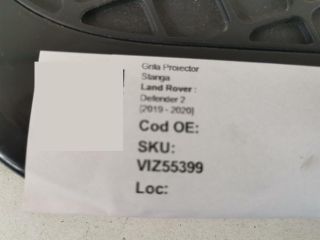 Grila Proiector
Stanga
Land Rover :
Defender 2
[2019 - 2020]
Cod OE:
SKU:
VIZ55399
Loc: